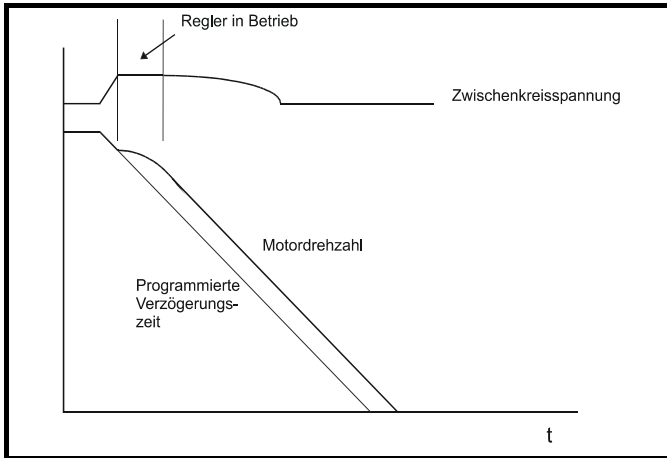 Regler in Betrieb
Zwischenkreisspannung
Motordrehzahl
Programmierte
Verzögerungs-
zeit
t